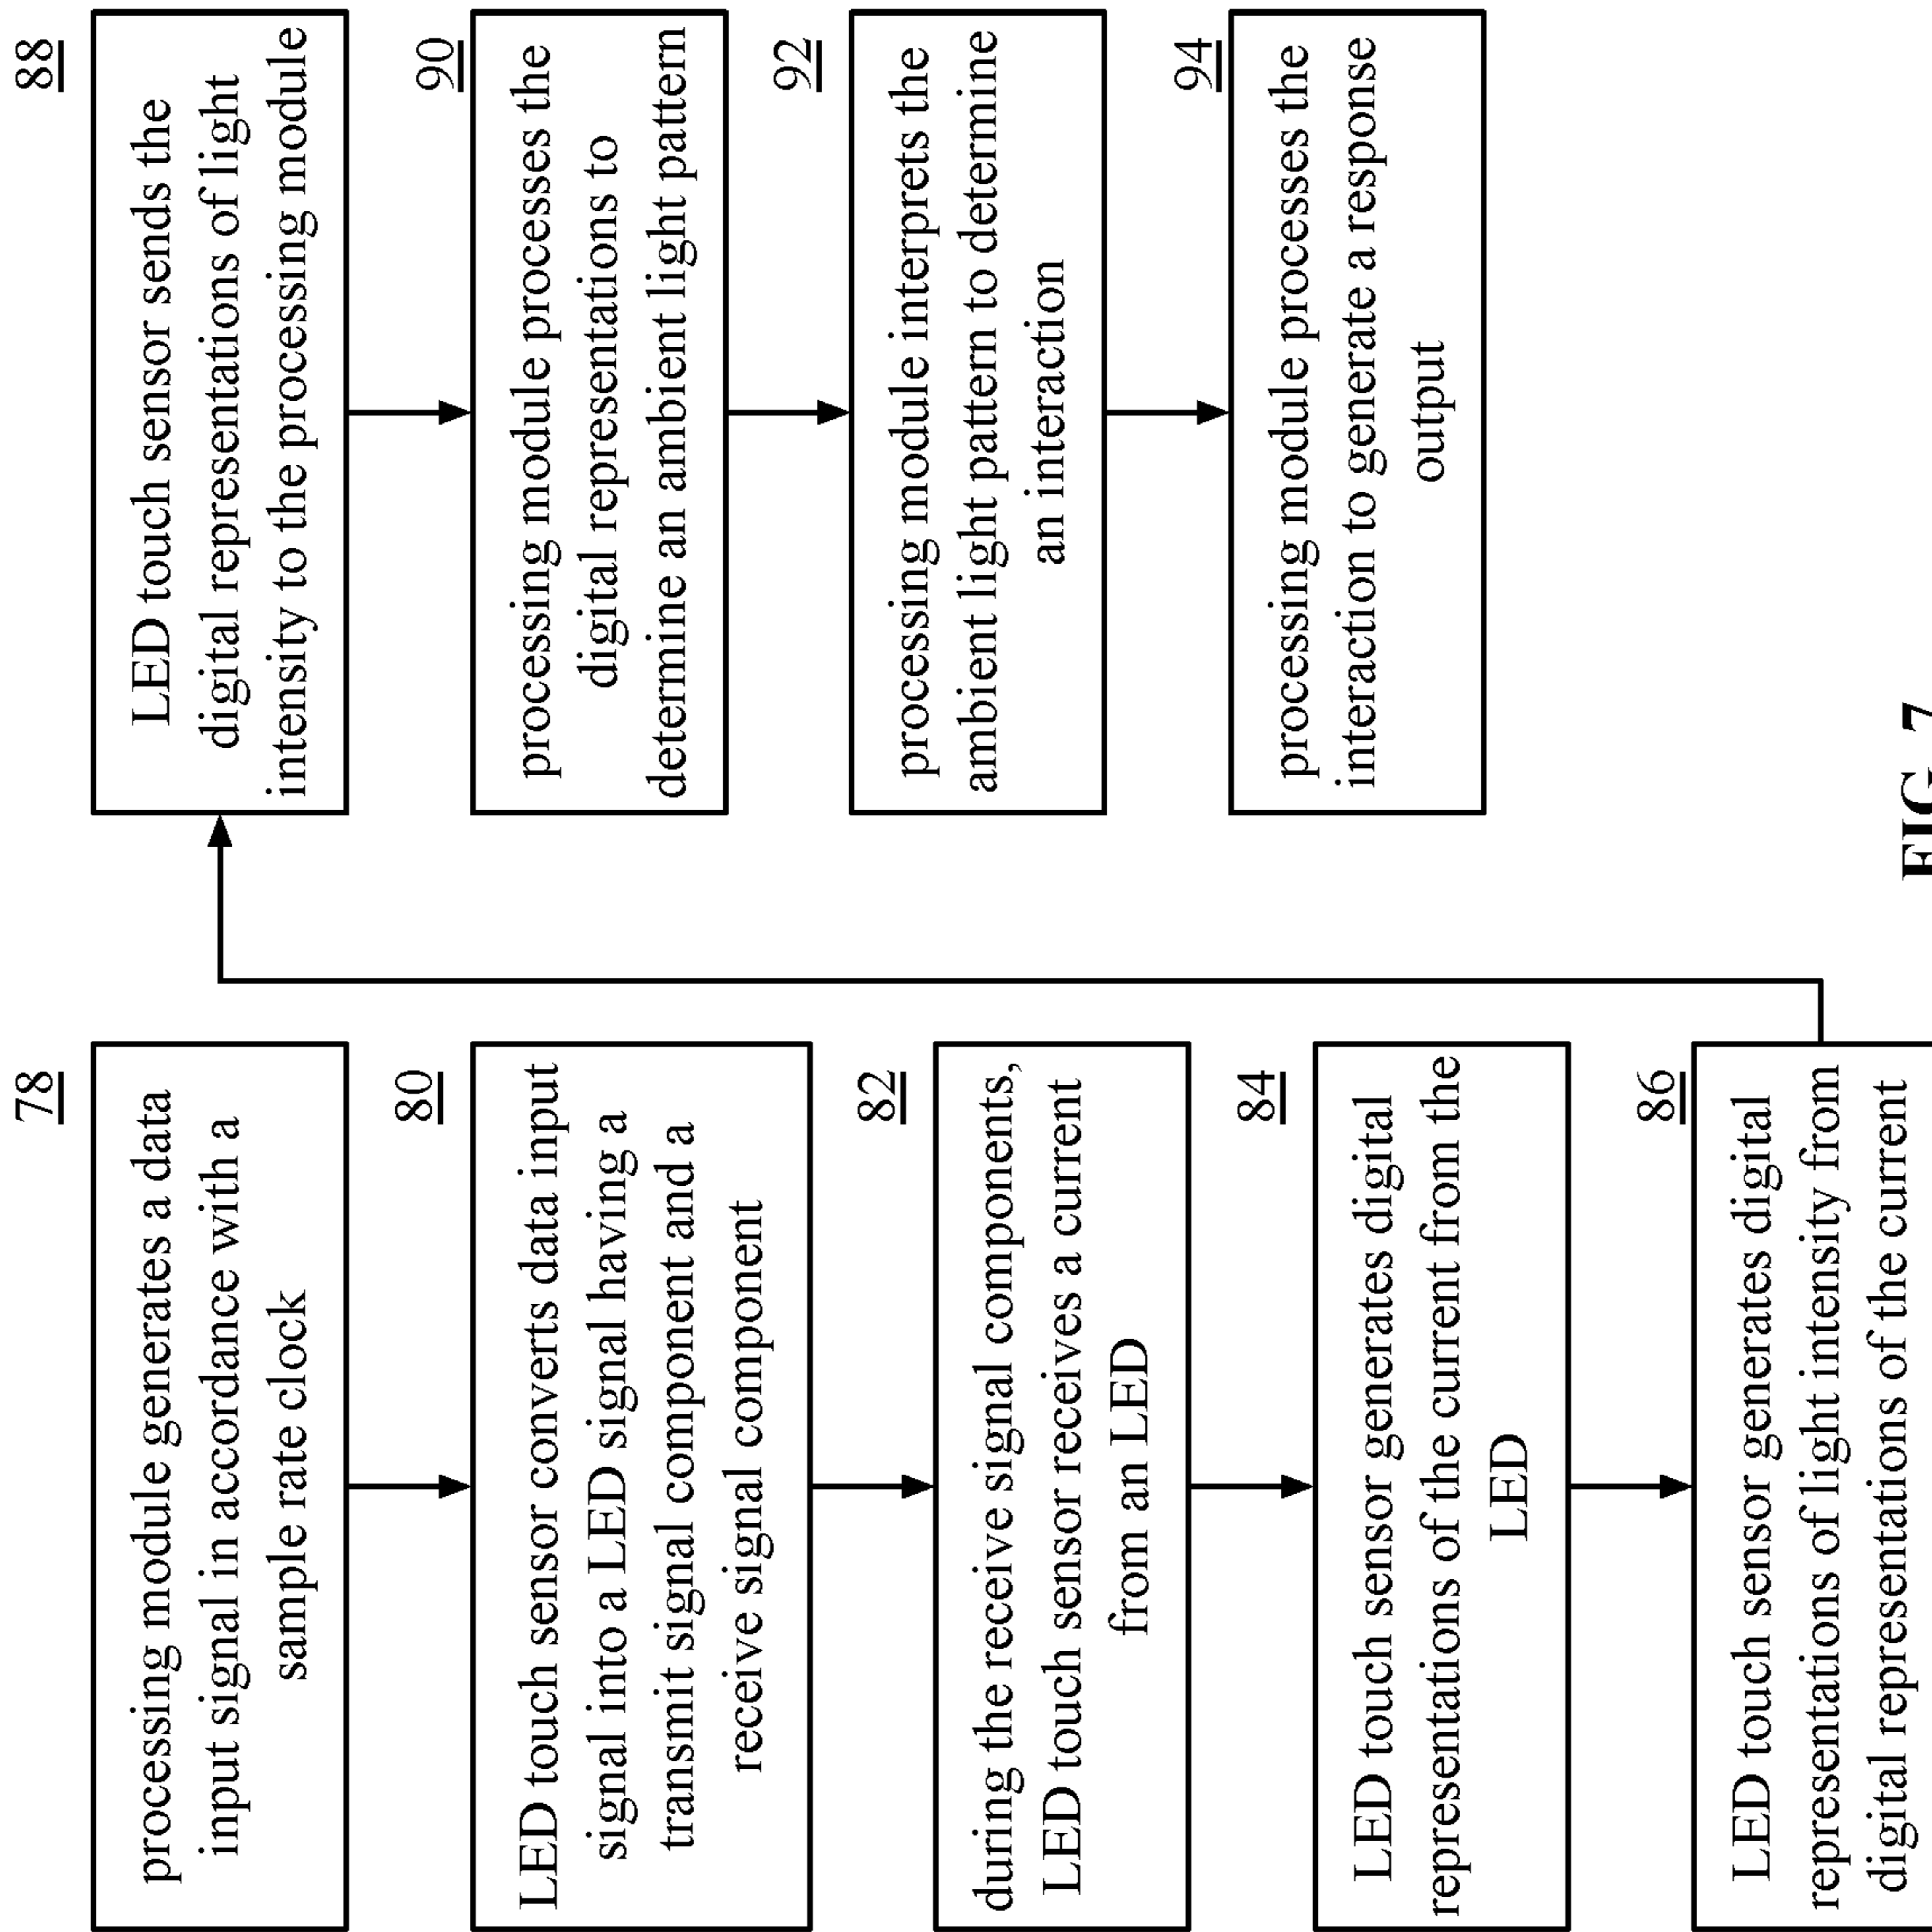 78
processing module generates a data
input signal in accordance with a
sample rate clock
80
LED touch sensor converts data input
signal into a LED signal having a
transmit signal component and a
receive signal component
82
during the receive signal components,
LED touch sensor receives a current
from an LED
84
LED touch sensor generates digital
representations of the current from the
LED
86
LED touch sensor generates digital
representations of light intensity from
digital representations of the current
88
LED touch sensor sends the
digital representations of light
intensity to the processing module
90
processing module processes the
digital representations to
determine an ambient light pattern
92
processing module interprets the
ambient light pattern to determine
an interaction
94
processing module processes the
interaction to generate a response
output
FIG. 7